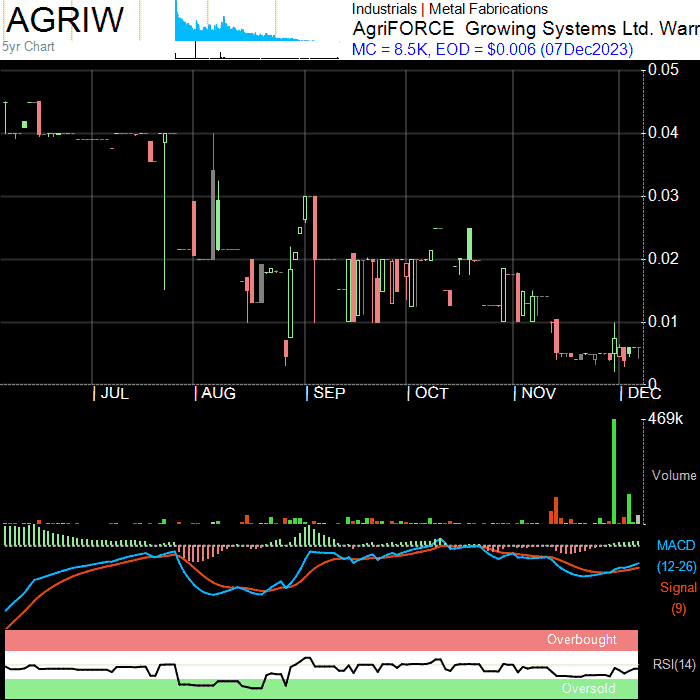 AGRIW
5yr Chart
Industrials | Metal Fabrications
AgriFORCE Growing Systems Ltd. Warr
MC = 8.5K, EOD = $0.006 (07Dec2023)
0.05
0.04
0.03
0.02
0.01
0
| JUL | AUG | SEP | OCT | NOV | DEC
469k
Volume
MACD
(12-26)
Signal
(9)
Overbought
RSI(14)
Oversold